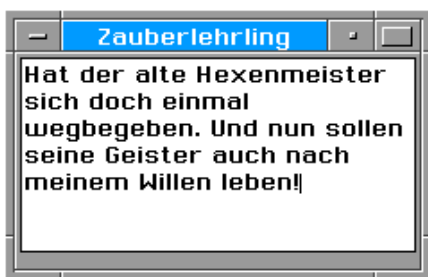 Zauberlehrling
Hat der alte Hexenmeister
sich doch einmal
wegbegeben. Und nun sollen
seine Geister auch nach
meinem Willen leben!